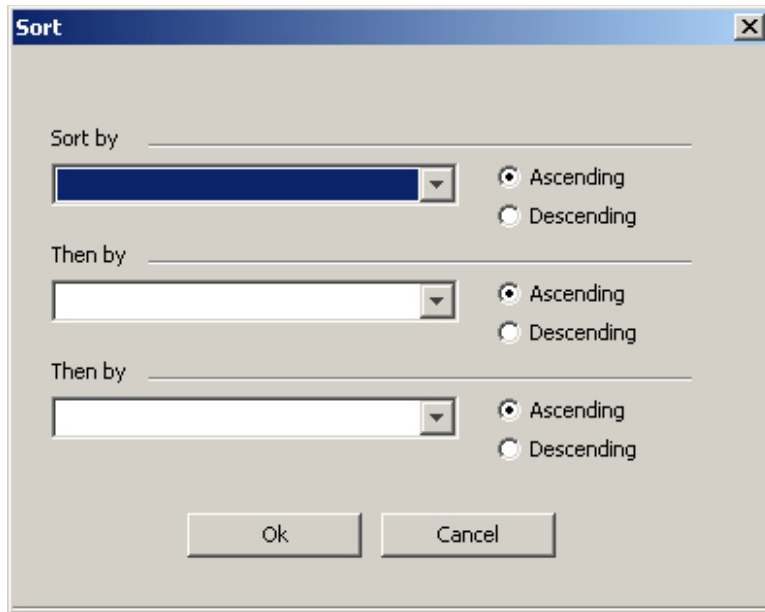 Sort
Sort by
Ascending
Descending
Then by
Ascending
Descending
Then by
Ascending
Descending
Ok Cancel